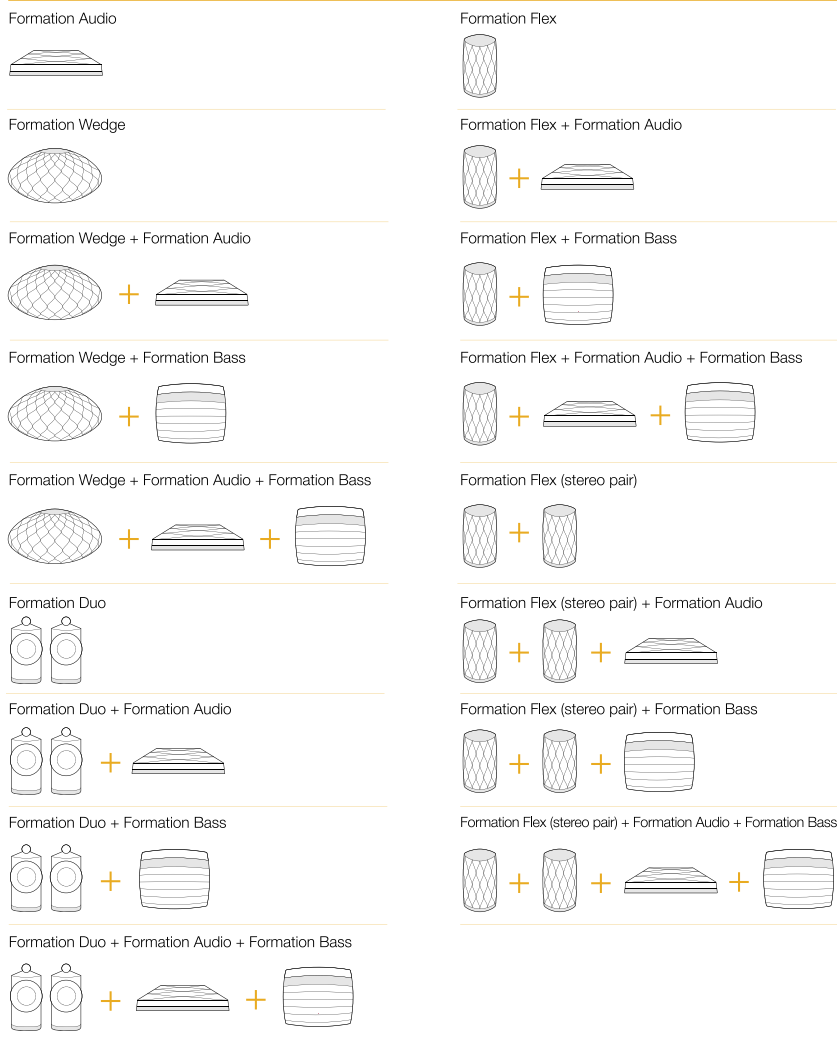 Formation Audio
Formation Wedge
Formation Wedge + Formation Audio
Formation Wedge + Formation Bass
Formation Wedge + Formation Audio + Formation Bass
Formation Duo
Formation Duo + Formation Audio
Formation Duo + Formation Bass
Formation Duo + Formation Audio + Formation Bass
Formation Flex
Formation Flex + Formation Audio
Formation Flex + Formation Bass
Formation Flex + Formation Audio + Formation Bass
Formation Flex (stereo pair)
Formation Flex (stereo pair) + Formation Audio
Formation Flex (stereo pair) + Formation Bass
Formation Flex (stereo pair) + Formation Audio + Formation Bass